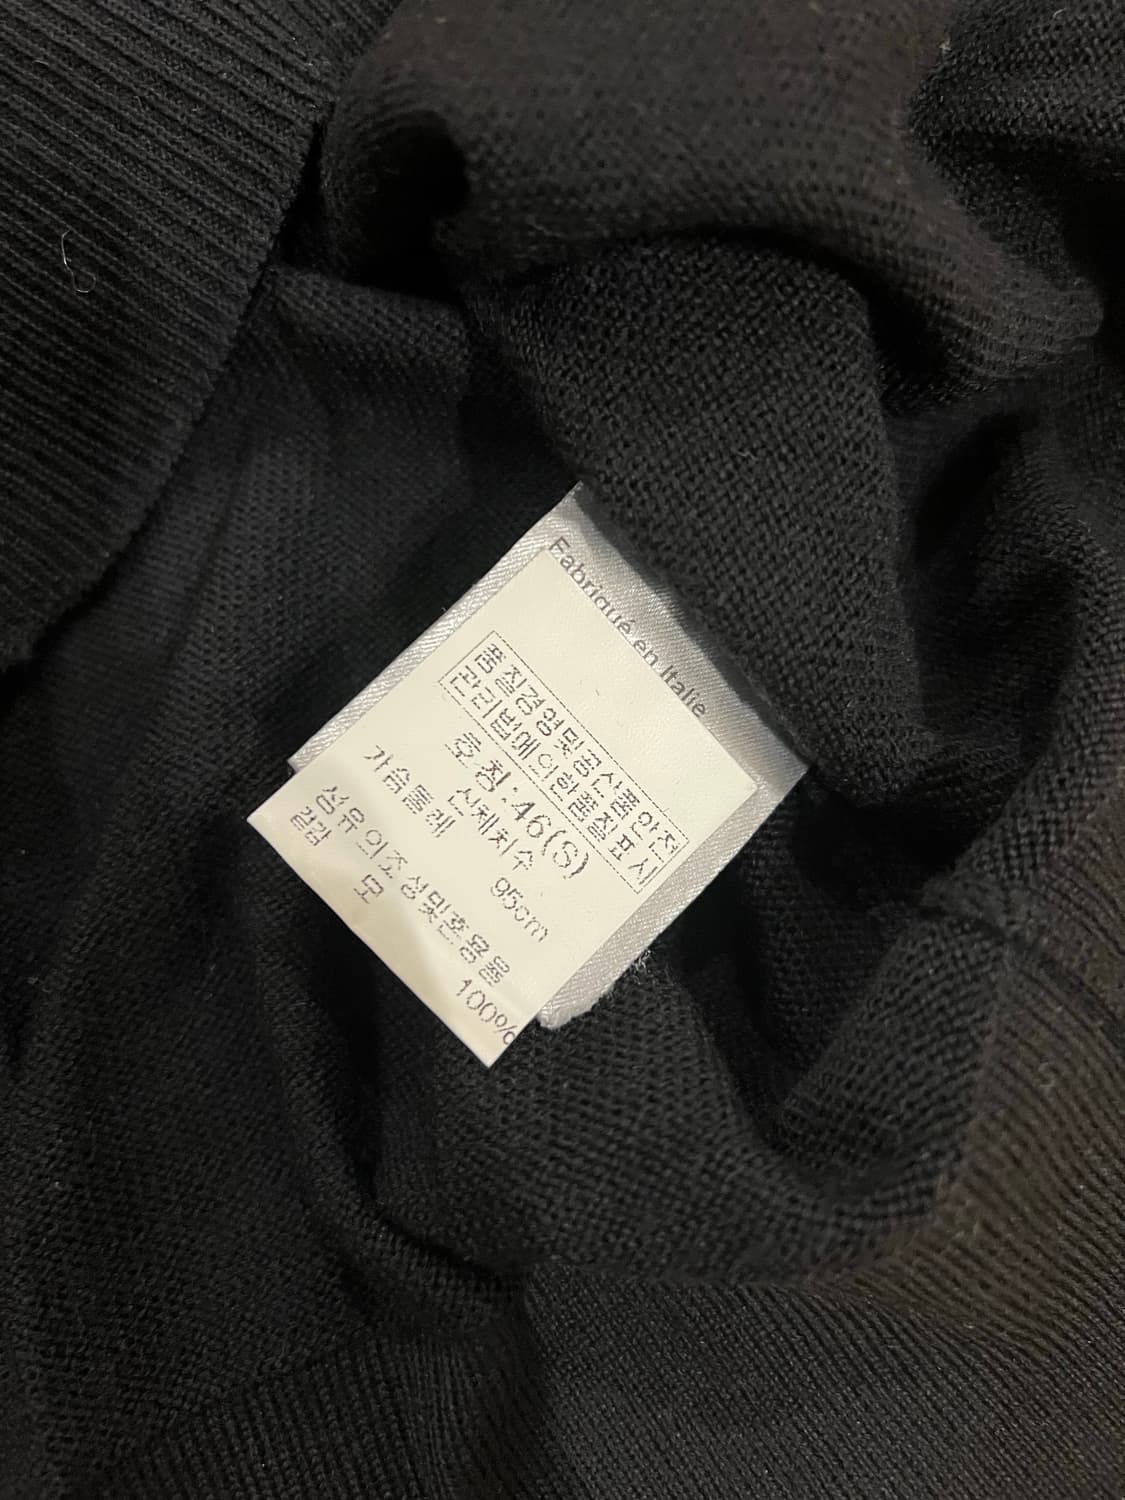 Fabriqué en Italie
품질경영및공산품안전
관리법에의한품질표시
호 칭:46(S)
신체치수
가슴둘레 95cm
섬유의조성및혼용율
겉감
모 100%